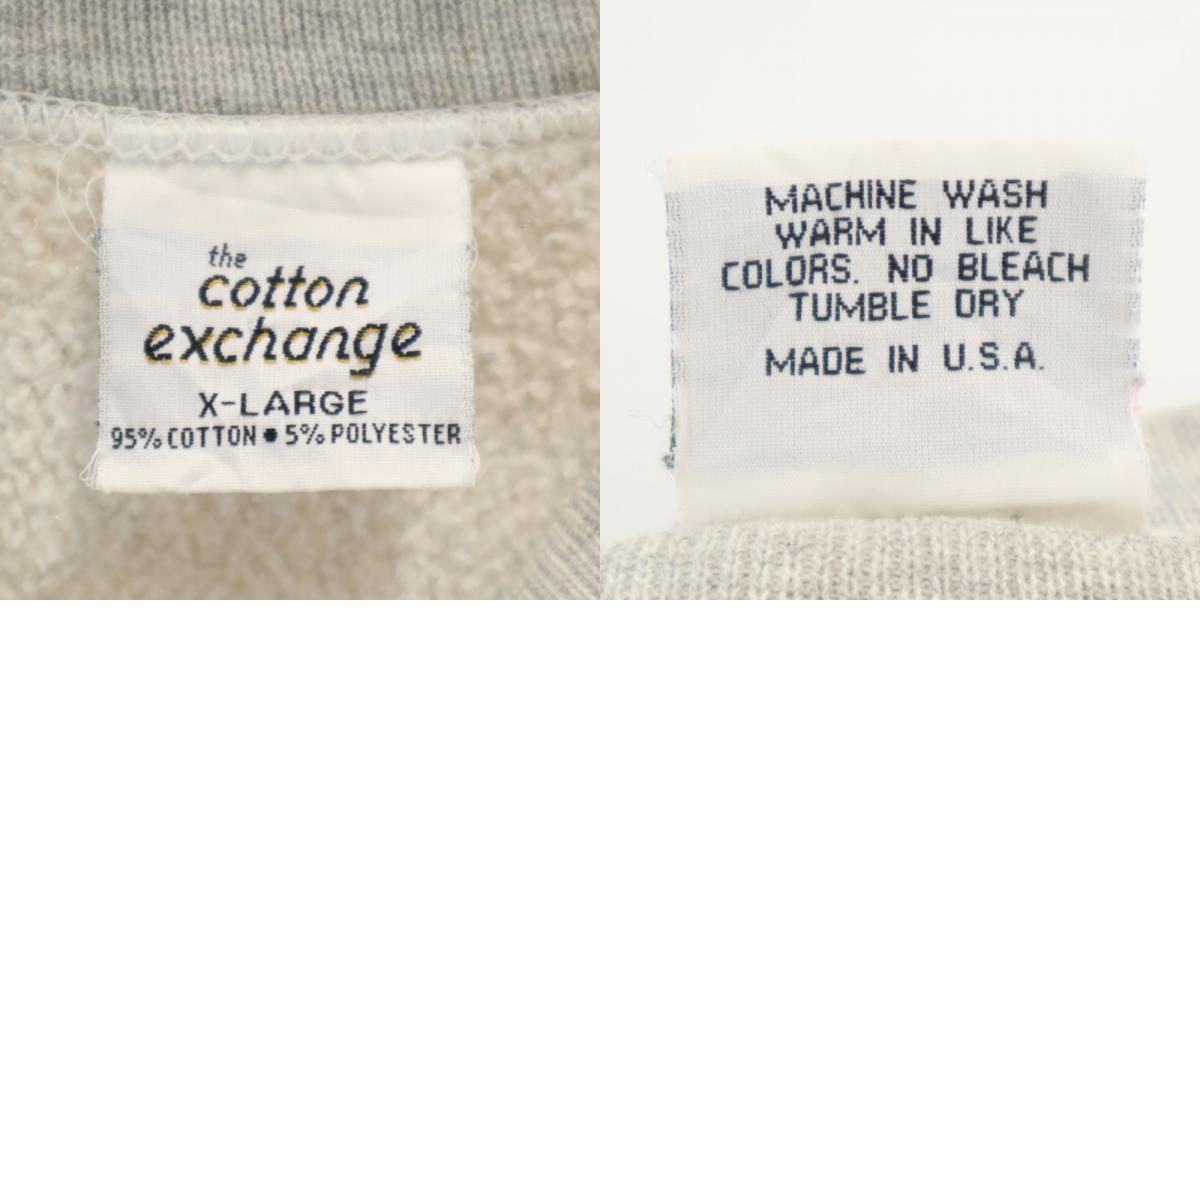 the
cotton
exchange
X-LARGE
95% COTTON ● 5% POLYESTER
MACHINE WASH
WARM IN LIKE
COLORS. NO BLEACH
TUMBLE DRY
MADE IN U.S.A.